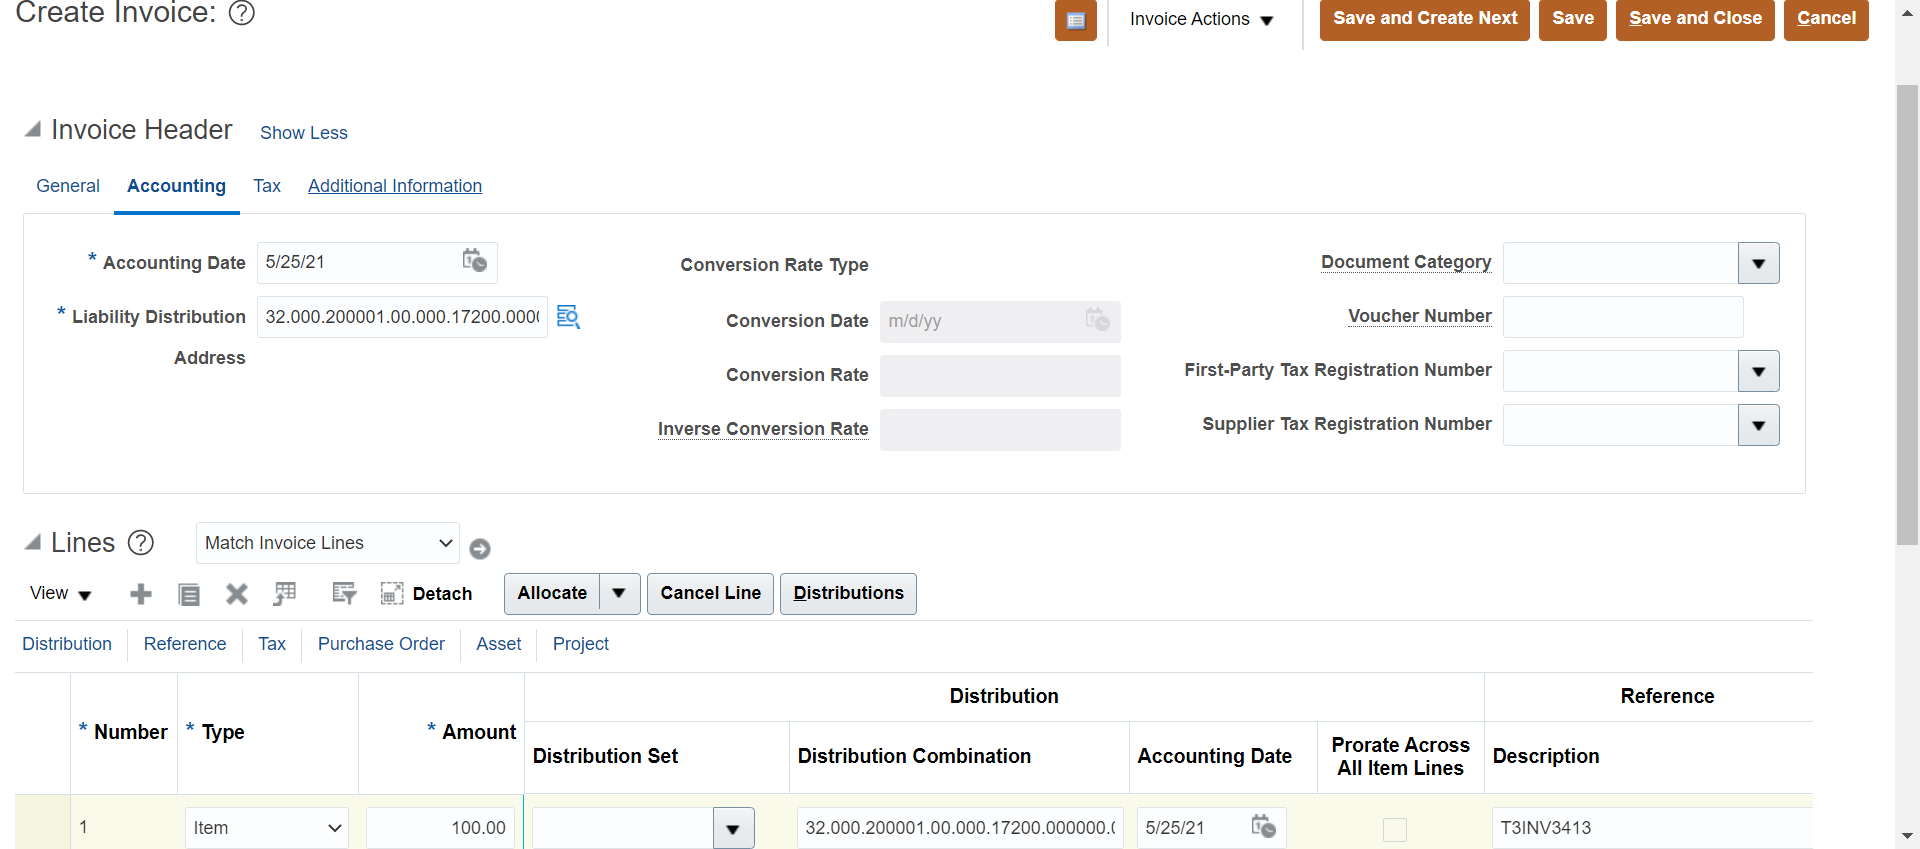 Create Invoice:
Invoice Actions
Save and Create Next
Save
Save and Close
Cancel
Invoice Header
Show Less
General
Accounting
Tax
Additional Information
* Accounting Date
5/25/21
* Liability Distribution
32.000.200001.00.000.17200.000
Address
Conversion Rate Type
Conversion Date
m/d/yy
Conversion Rate
Inverse Conversion Rate
Document Category
Voucher Number
First-Party Tax Registration Number
Supplier Tax Registration Number
Lines
Match Invoice Lines
View
Detach
Allocate
Cancel Line
Distributions
Distribution
Reference
Tax
Purchase Order
Asset
Project
* Number
* Type
* Amount
Distribution
Reference
Distribution Set
Distribution Combination
Accounting Date
Prorate Across
All Item Lines
Description
1
Item
100.00
32.000.200001.00.000.17200.000000.
5/25/21
T3INV3413